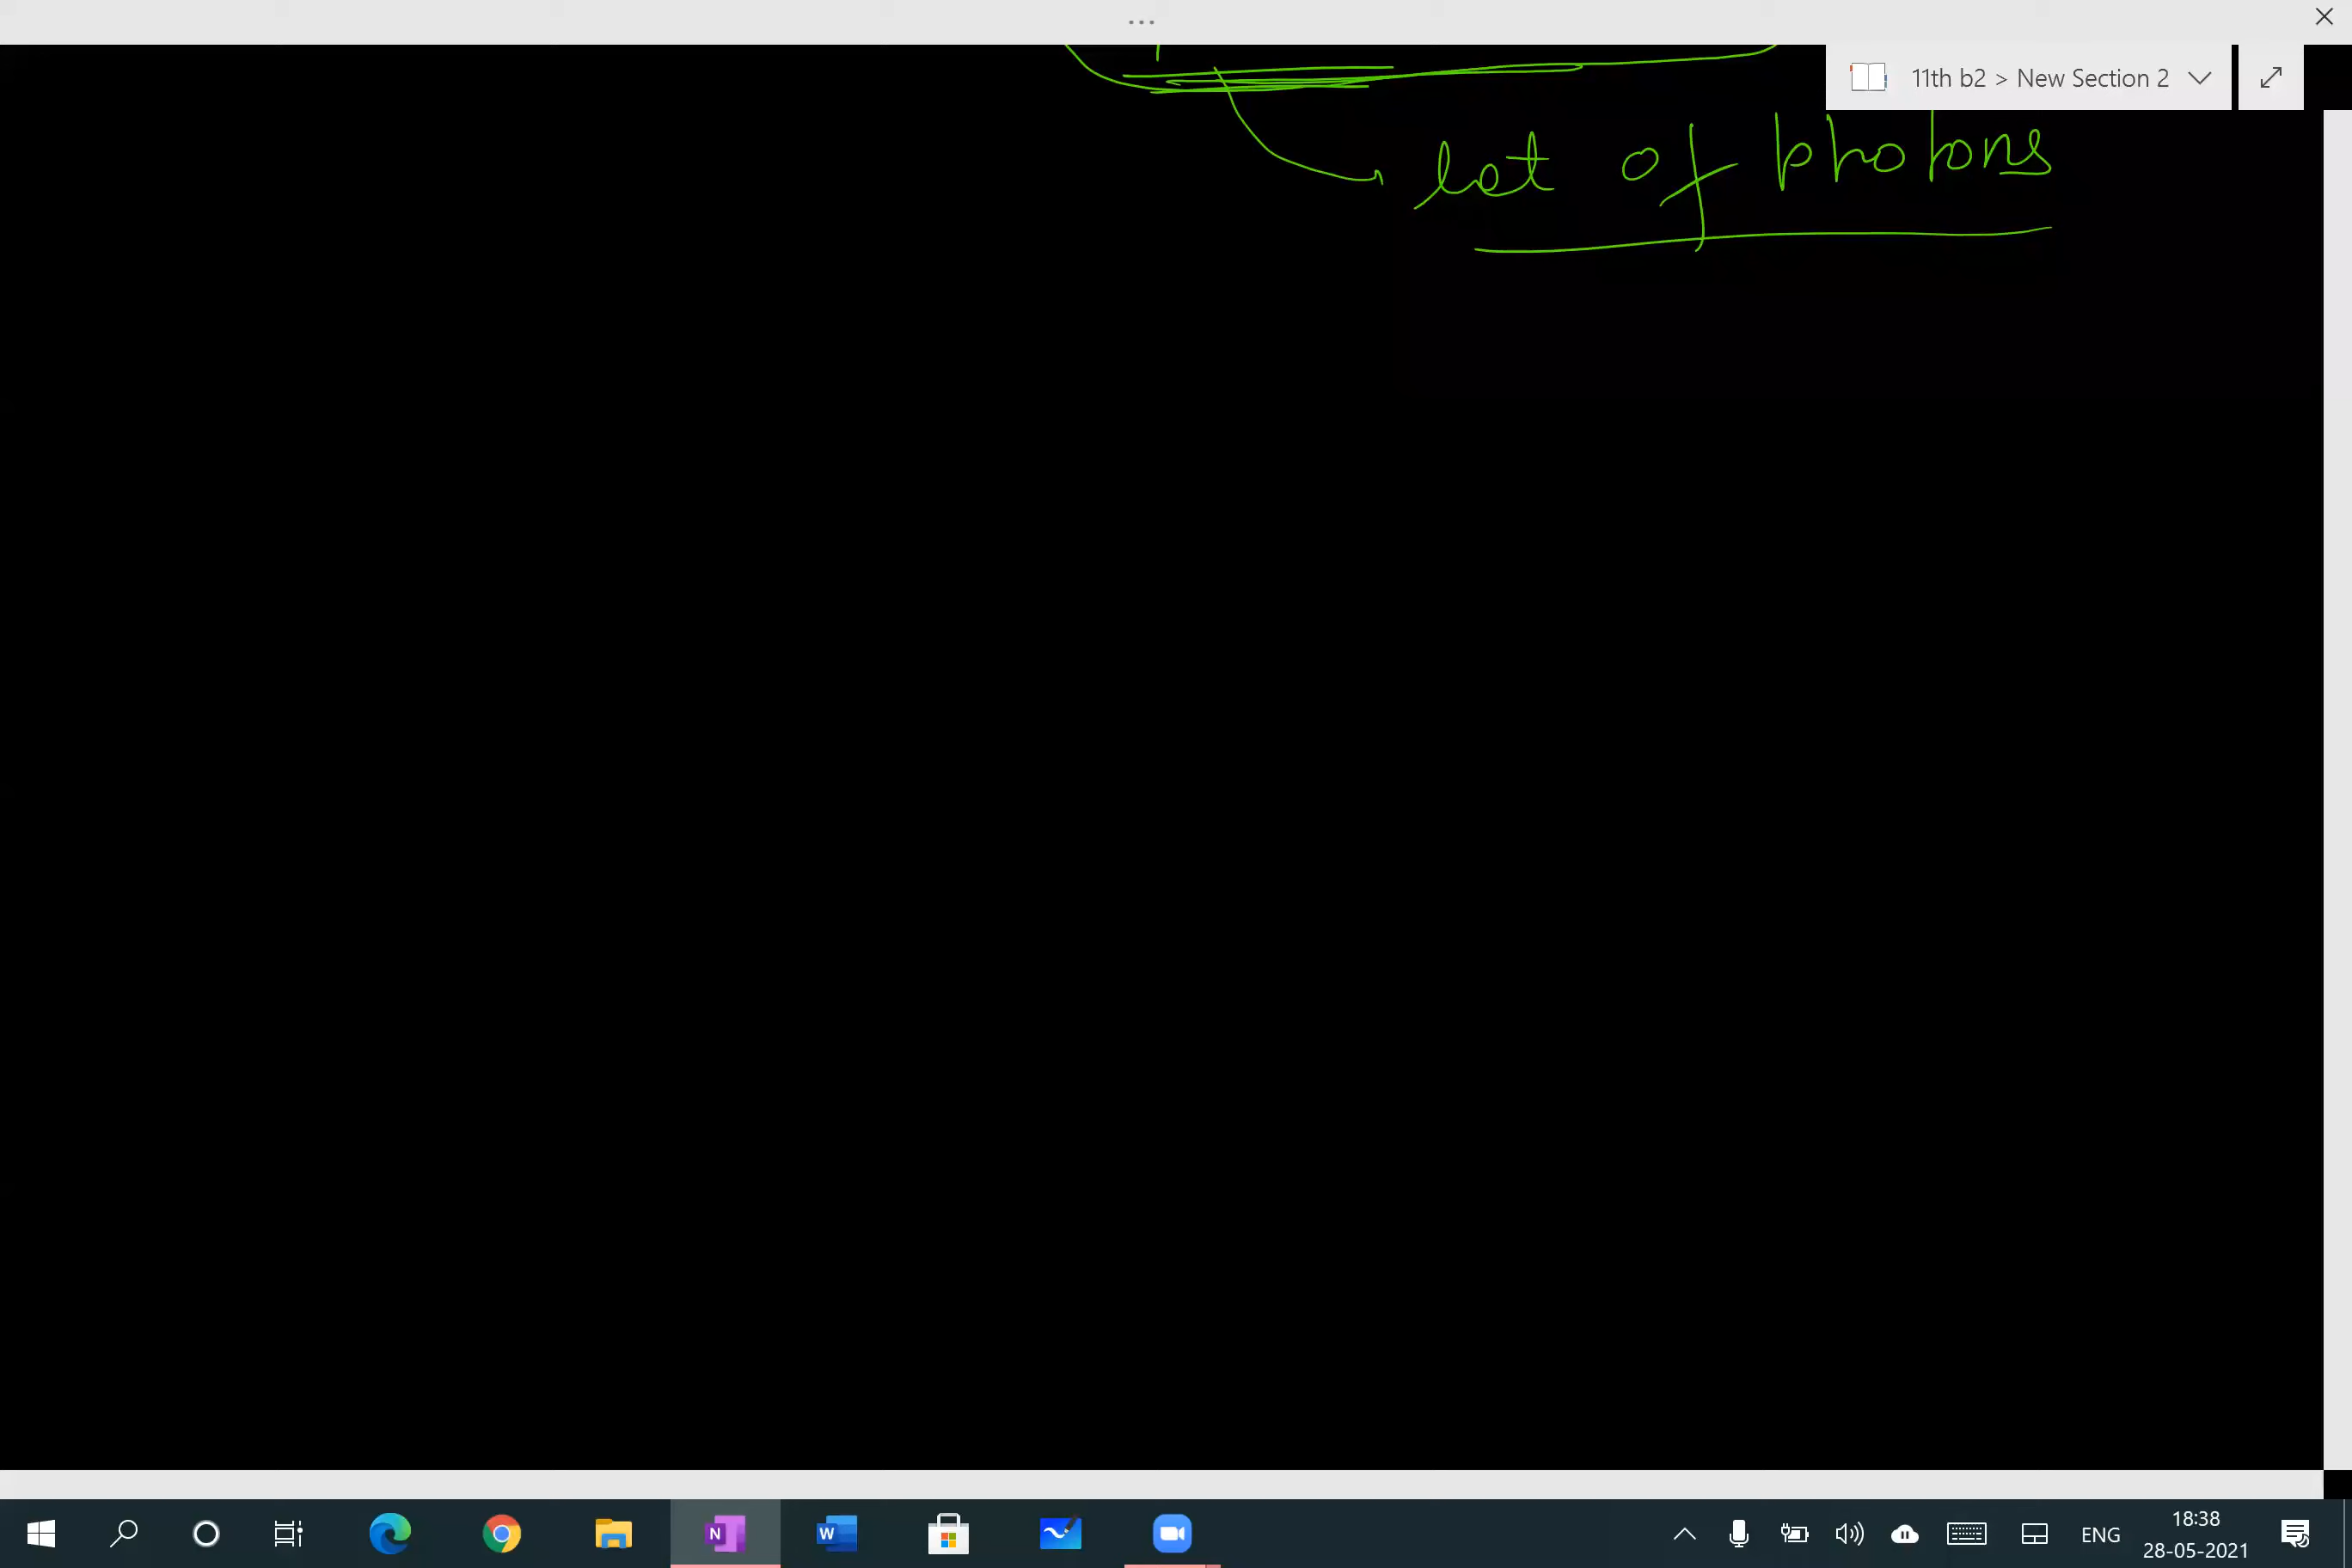 11th b2 > New Section 2
lot of photons
N
W
ENG
18:38
28-05-2021